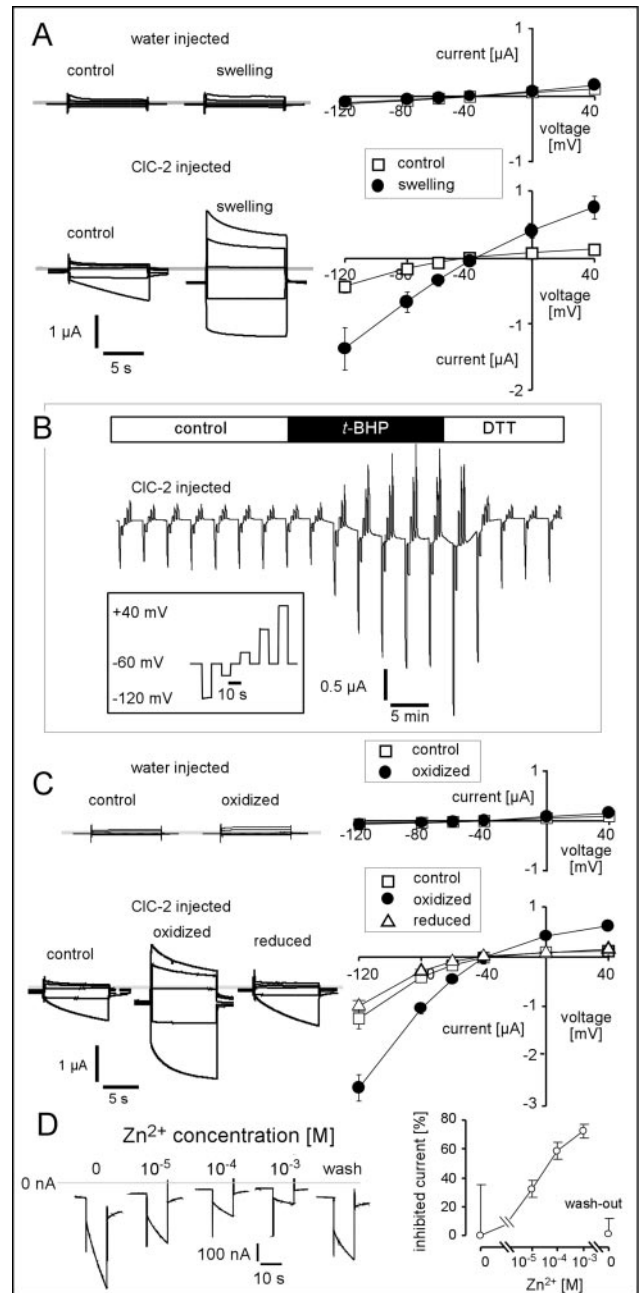 A
water injected
control
swelling
current [µA]
1
-120
-80
-40
0
40
voltage
[mV]
-1
control
swelling
ClC-2 injected
control
swelling
1 µA
5 s
1
-120
-80
-40
0
40
voltage
[mV]
-1
current [µA]
-2
B
control
t-BHP
DTT
ClC-2 injected
+40 mV
-60 mV
-120 mV
10 s
0.5 µA
5 min
C
water injected
control
oxidized
control
oxidized
current [µA]
1
-120
-80
-40
0
40
voltage
[mV]
-1
ClC-2 injected
control
oxidized
reduced
1 µA
5 s
control
oxidized
reduced
1
-120
-80
-40
0
40
-1
current [µA]
voltage
[mV]
-2
-3
D
Zn2+ concentration [M]
0
10-5
10-4
10-3
wash
0 nA
100 nA
10 s
inhibited current [%]
80
60
40
20
0
wash-out
0
10-5
10-4
10-3
0
Zn2+ [M]